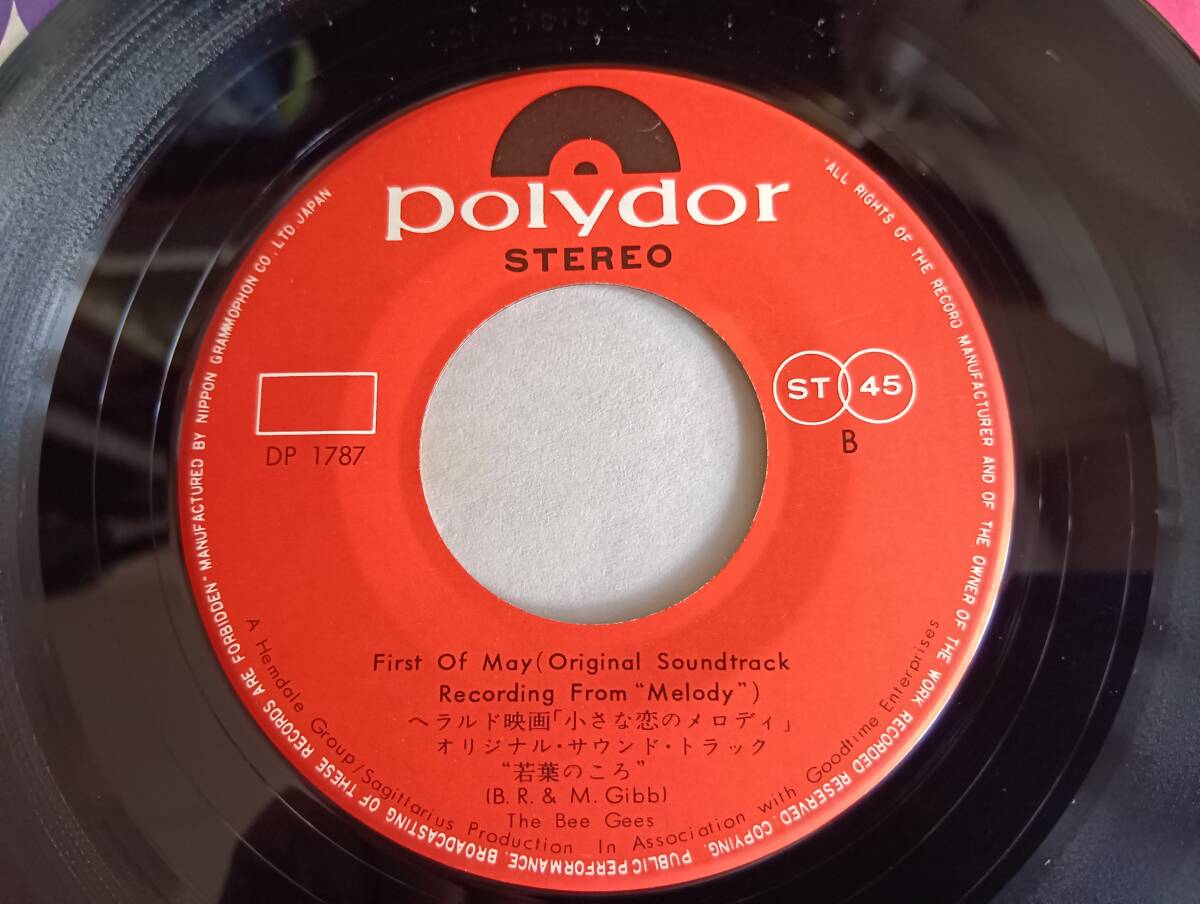 polydor
STEREO
DP 1787
ST 45
B
First Of May (Original Soundtrack
Recording From “Melody”)
ヘラルド映画「小さな恋のメロディ」
オリジナル・サウンド・トラック
“若葉のころ”
(B. R. & M. Gibb)
The Bee Gees
A Hemdale Group/Sagittarius Production In Association with Goodtime Enterprises
·ALL RIGHTS OF THE RECORD MANUFACTURER AND OF THE OWNER OF THE WORK RECORDED RESERVED. COPYING, PUBLIC PERFORMANCE, BROADCASTING OF THESE RECORDS ARE FORBIDDEN· MANUFACTURED BY NIPPON GRAMMOPHON CO., LTD JAPAN